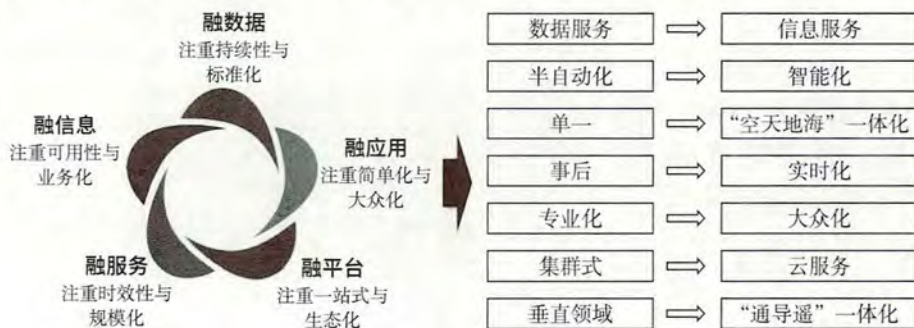 融数据
注重持续性与
标准化
融信息
注重可用性与
业务化
融应用
注重简单化与
大众化
融服务
注重时效性与
规模化
融平台
注重一站式与
生态化
数据服务
信息服务
半自动化
智能化
单一
“空天地海”一体化
事后
实时化
专业化
大众化
集群式
云服务
垂直领域
“通导遥”一体化